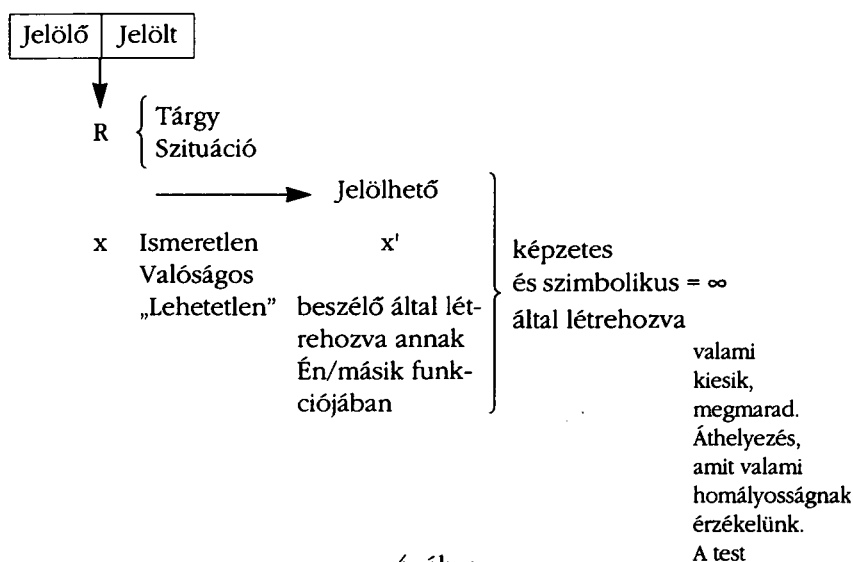 Jelölő Jelölt
R
Tárgy
Szituáció
Jelölhető
x Ismeretlen
Valóságos
„Lehetetlen”
x'
beszélő által lét-
rehozva annak
Én/másik funk-
ciójában
képzetes
és szimbolikus = ∞
által létrehozva
valami
kiesik,
megmarad.
Áthelyezés,
amit valami
homályosságnak
érzékelünk.
A test